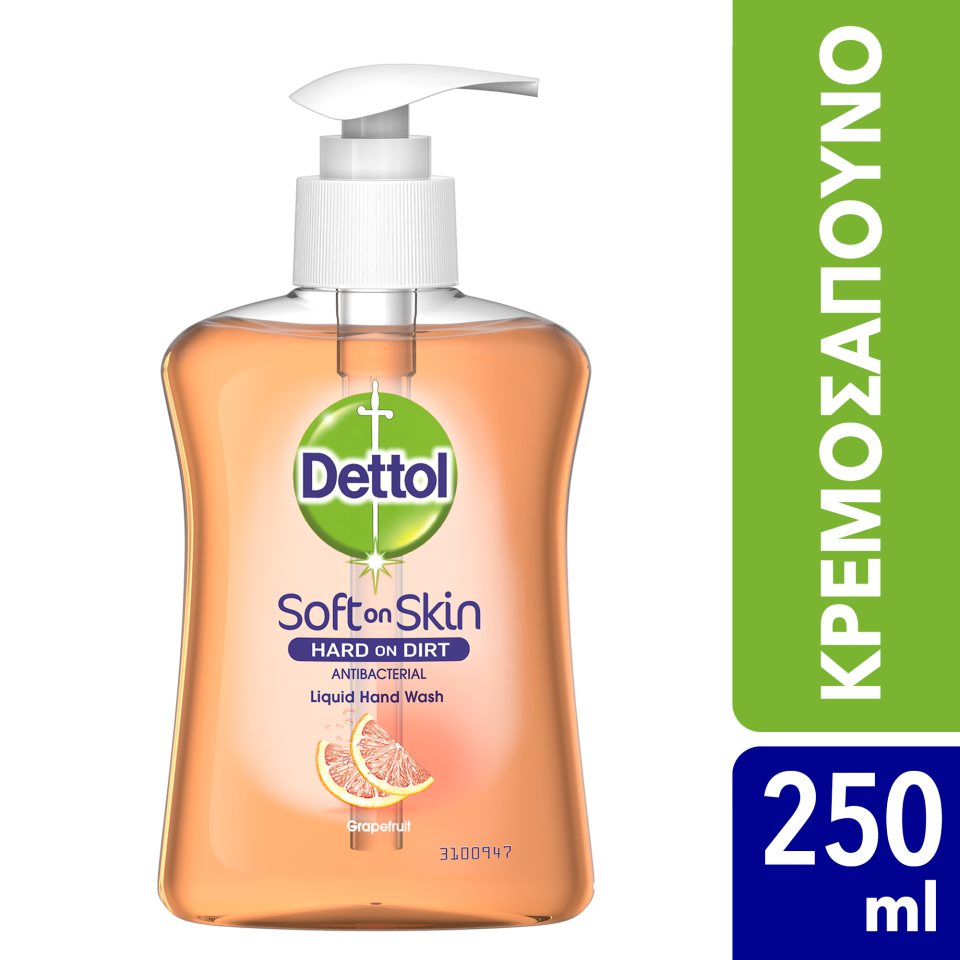 Dettol
Soft on Skin
HARD ON DIRT
ANTIBACTERIAL
Liquid Hand Wash
Grapefruit
3100947
ΚΡΕΜΟΣΑΠΟΥΝΟ
250
ml